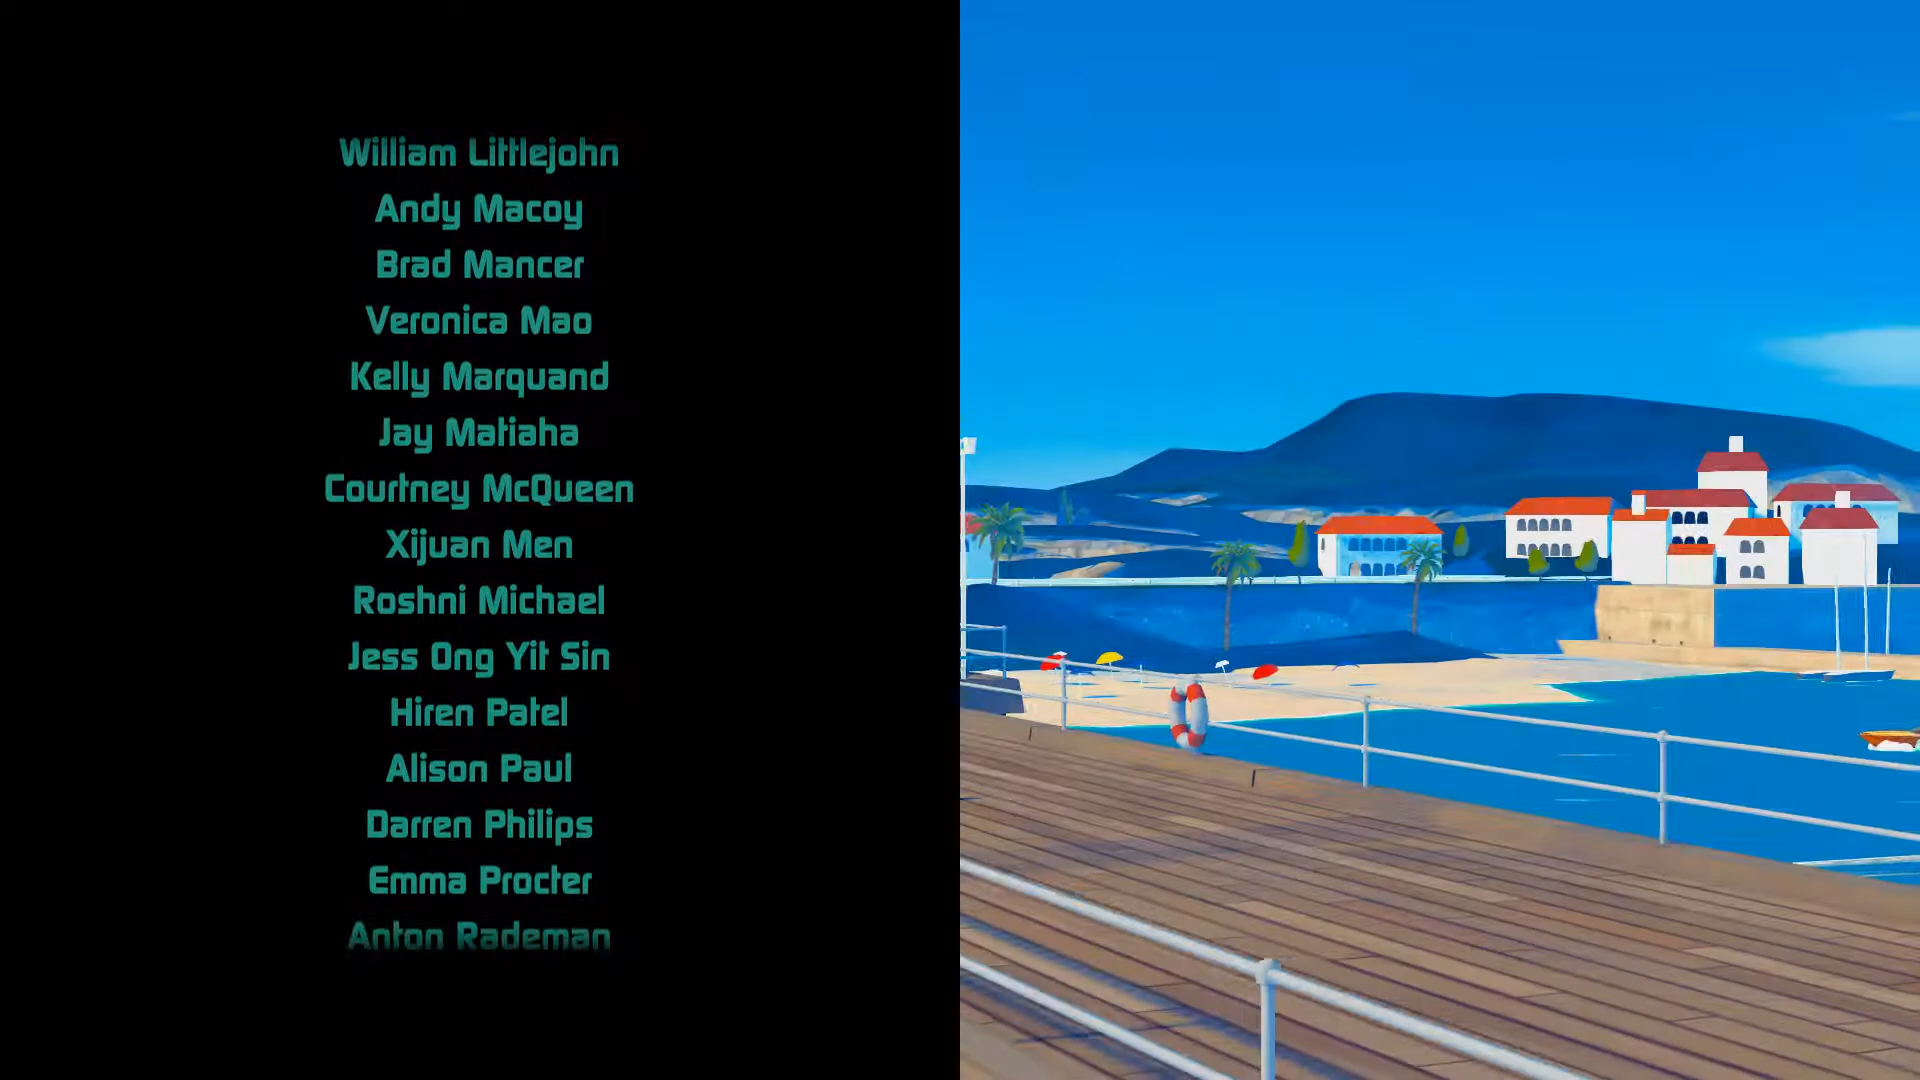 William Littlejohn
Andy Macoy
Brad Mancer
Veronica Mao
Kelly Marquand
Jay Matiaha
Courtney McQueen
Xijuan Men
Roshni Michael
Jess Ong Yit Sin
Hiren Patel
Alison Paul
Darren Philips
Emma Procter
Anton Rademan